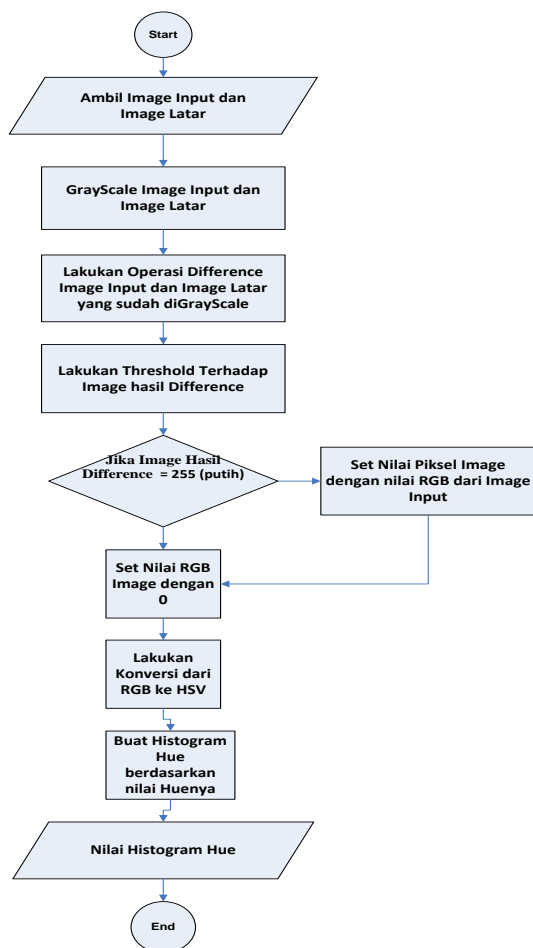 Start
Ambil Image Input dan
Image Latar
GrayScale Image Input dan
Image Latar
Lakukan Operasi Difference
Image Input dan Image Latar
yang sudah diGrayScale
Lakukan Threshold Terhadap
Image hasil Difference
Jika Image Hasil
Difference = 255 (putih)
Set Nilai Piksel Image
dengan nilai RGB dari Image
Input
Set Nilai RGB
Image dengan
0
Lakukan
Konversi dari
RGB ke HSV
Buat Histogram
Hue
berdasarkan
nilai Huenya
Nilai Histogram Hue
End